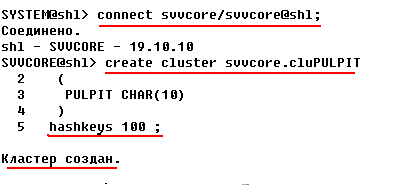 SYSTEM@shl> connect svvcore/svvcore@shl;
Соединено.
shl - SVVCORE - 19.10.10
SVVCORE@shl> create cluster svvcore.cluPULPIT
2 (
3 PULPIT CHAR(10)
4 )
5 hashkeys 100 ;
Кластер создан.